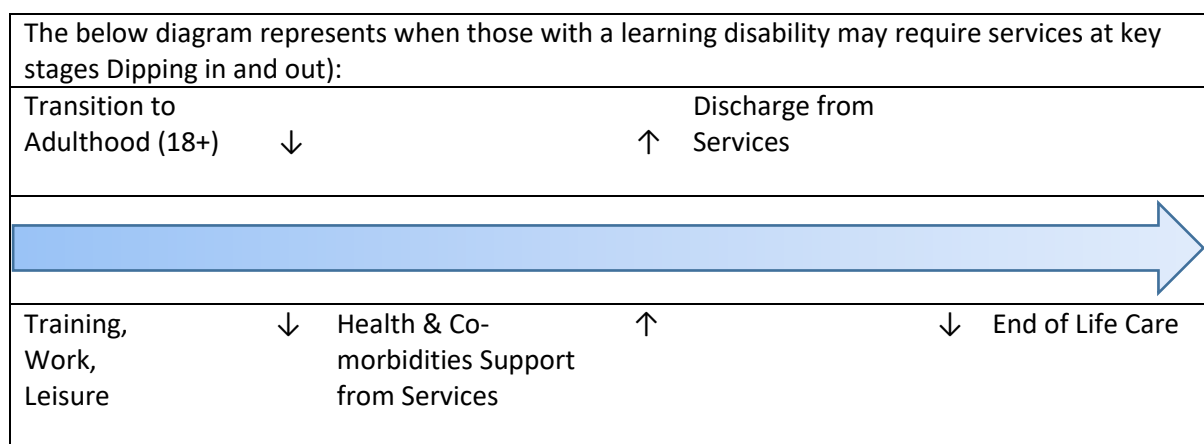 The below diagram represents when those with a learning disability may require services at key
stages Dipping in and out):
Transition to
Adulthood (18+) ↓ ↑
Discharge from
Services
Training,
Work,
Leisure
↓
Health & Co-
morbidities Support
from Services
↑
↓ End of Life Care